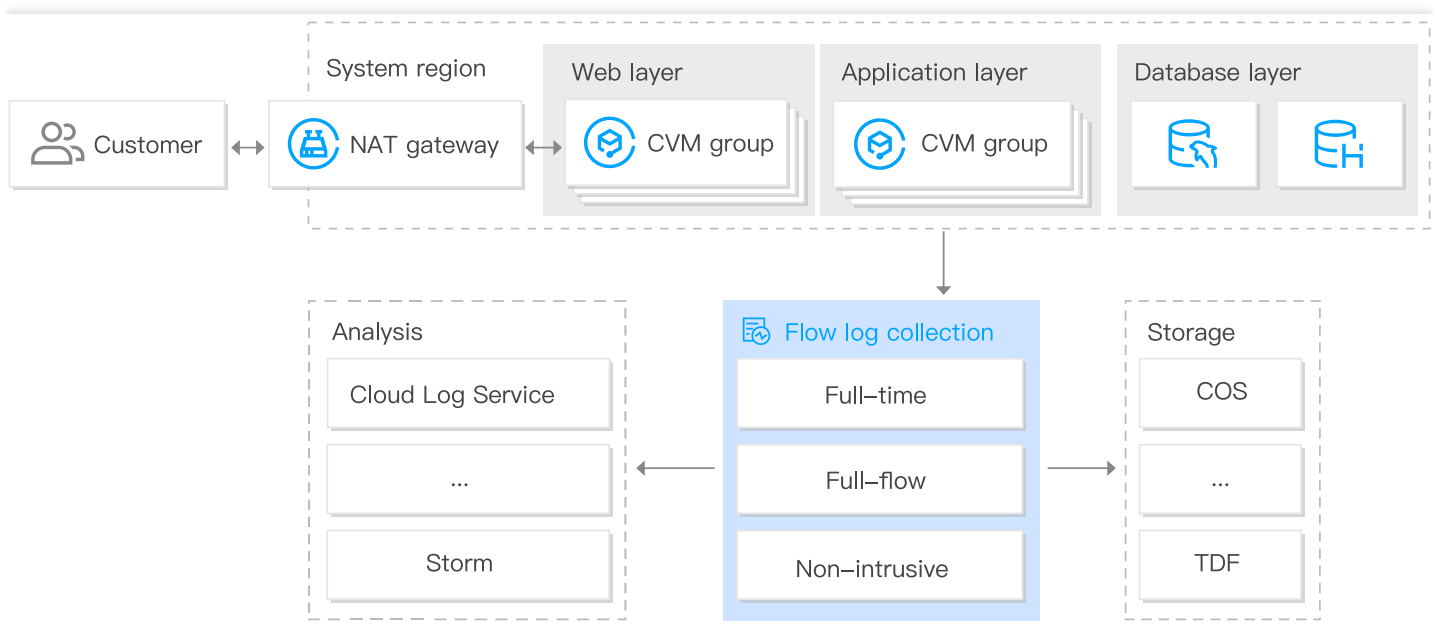 System region
Web layer
Application layer
Database layer
Customer
NAT gateway
CVM group
CVM group
Analysis
Cloud Log Service
...
Storm
Flow log collection
Full–time
Full–flow
Non–intrusive
Storage
COS
...
TDF